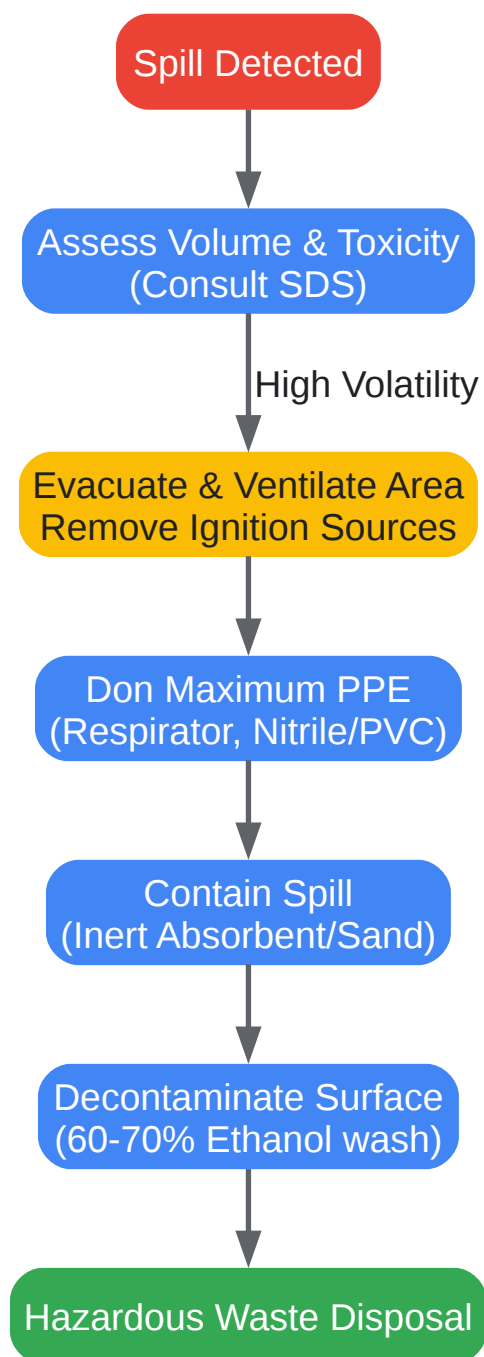 Spill Detected
Assess Volume & Toxicity
(Consult SDS)
High Volatility
Evacuate & Ventilate Area
Remove Ignition Sources
Don Maximum PPE
(Respirator, Nitrile/PVC)
Contain Spill
(Inert Absorbent/Sand)
Decontaminate Surface
(60-70% Ethanol wash)
Hazardous Waste Disposal